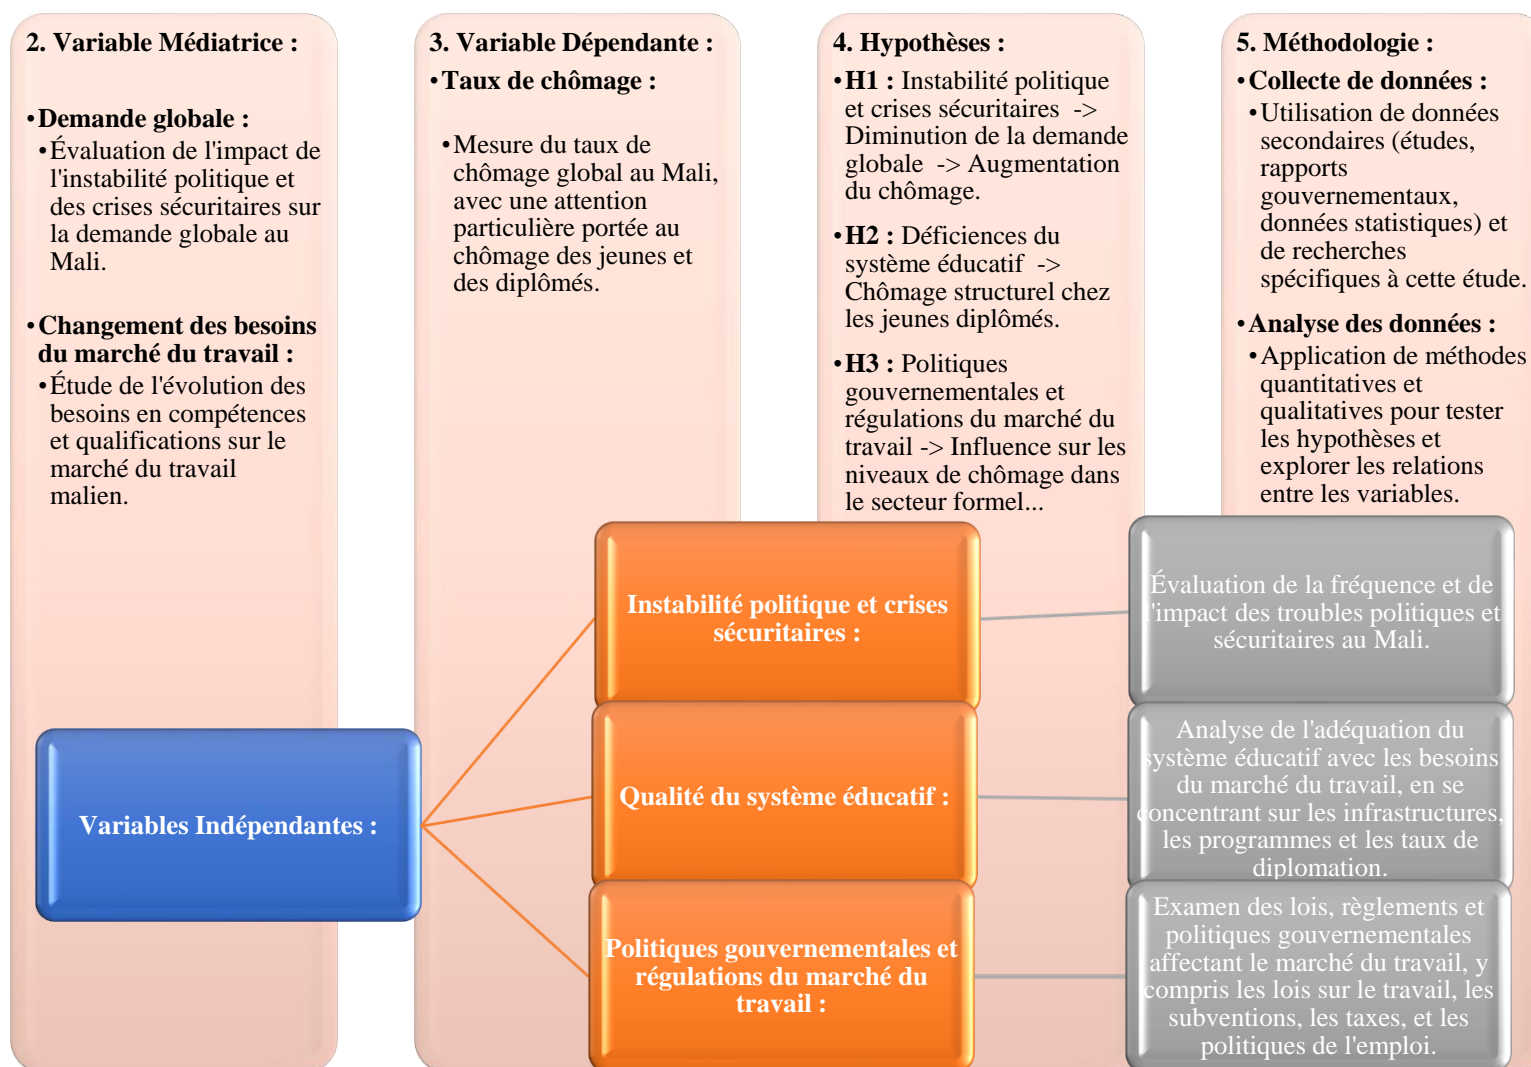 2. Variable Médiatrice :
•Demande globale :
•Évaluation de l'impact de
l'instabilité politique et
des crises sécuritaires sur
la demande globale au
Mali.
•Changement des besoins
du marché du travail :
•Étude de l'évolution des
besoins en compétences
et qualifications sur le
marché du travail
malien.
3. Variable Dépendante :
•Taux de chômage :
•Mesure du taux de
chômage global au Mali,
avec une attention
particulière portée au
chômage des jeunes et
des diplômés.
4. Hypothèses :
•H1 : Instabilité politique
et crises sécuritaires -> 
Diminution de la demande
globale -> Augmentation
du chômage.
•H2 : Déficiences du
système éducatif ->
Chômage structurel chez
les jeunes diplômés.
•H3 : Politiques
gouvernementales et
régulations du marché du
travail -> Influence sur les
niveaux de chômage dans
le secteur formel...
5. Méthodologie :
•Collecte de données :
•Utilisation de données
secondaires (études,
rapports
gouvernementaux,
données statistiques) et
de recherches
spécifiques à cette étude.
•Analyse des données :
•Application de méthodes
quantitatives et
qualitatives pour tester
les hypothèses et
explorer les relations
entre les variables.
Variables Indépendantes :
Instabilité politique et crises
sécuritaires :
Évaluation de la fréquence et de
l'impact des troubles politiques et
sécuritaires au Mali.
Qualité du système éducatif :
Analyse de l'adéquation du
système éducatif avec les besoins
du marché du travail, en se
concentrant sur les infrastructures,
les programmes et les taux de
diplomation.
Politiques gouvernementales et
régulations du marché du
travail :
Examen des lois, règlements et
politiques gouvernementales
affectant le marché du travail, y
compris les lois sur le travail, les
subventions, les taxes, et les
politiques de l'emploi.